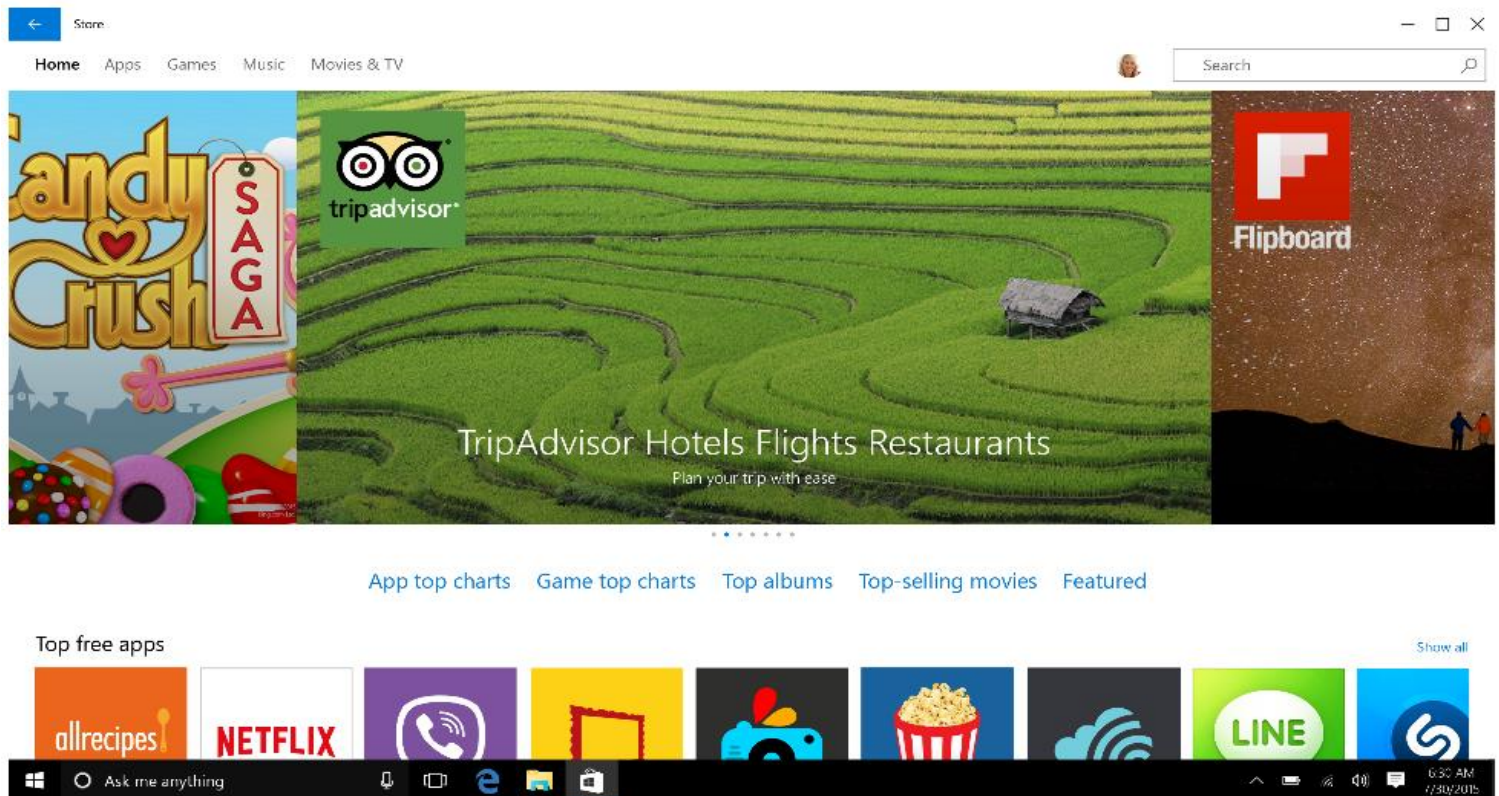 Store
Home Apps Games Music Movies & TV Search
Candy
Crush
SAGA
tripadvisor
Flipboard
TripAdvisor Hotels Flights Restaurants
Plan your trip with ease
App top charts Game top charts Top albums Top-selling movies Featured
Top free apps Show all
allrecipes NETFLIX LINE
Ask me anything 6:30 AM
7/30/2015